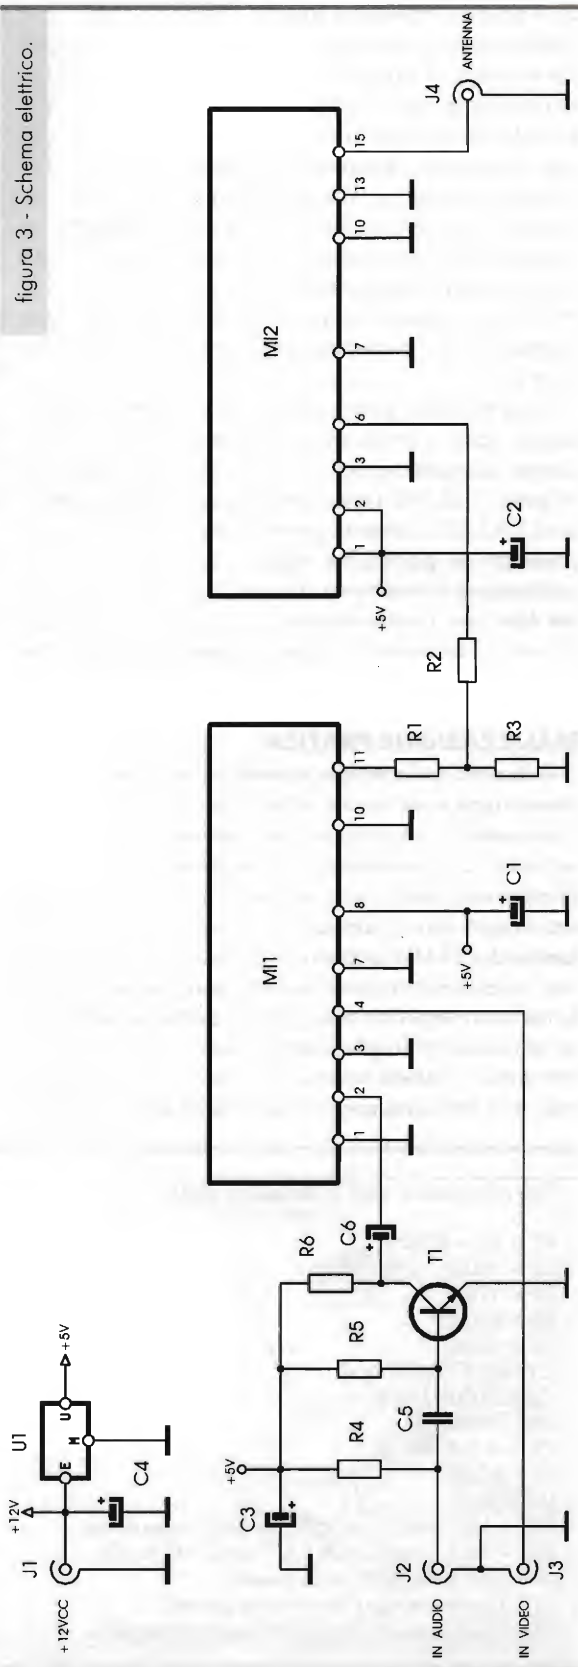 figura 3 - Schema elettrico.
+12VCC
J1
+12V
C4
U1
E
M
U
+5V
IN AUDIO
J2
IN VIDEO
J3
C3
+
+5V
R4
R5
R6
C5
C6
+
T1
MI1
1
2
3
4
7
8
10
11
+5V
C1
+
R1
R3
R2
MI2
1
2
3
6
7
10
13
15
+5V
C2
+
J4
ANTENNA